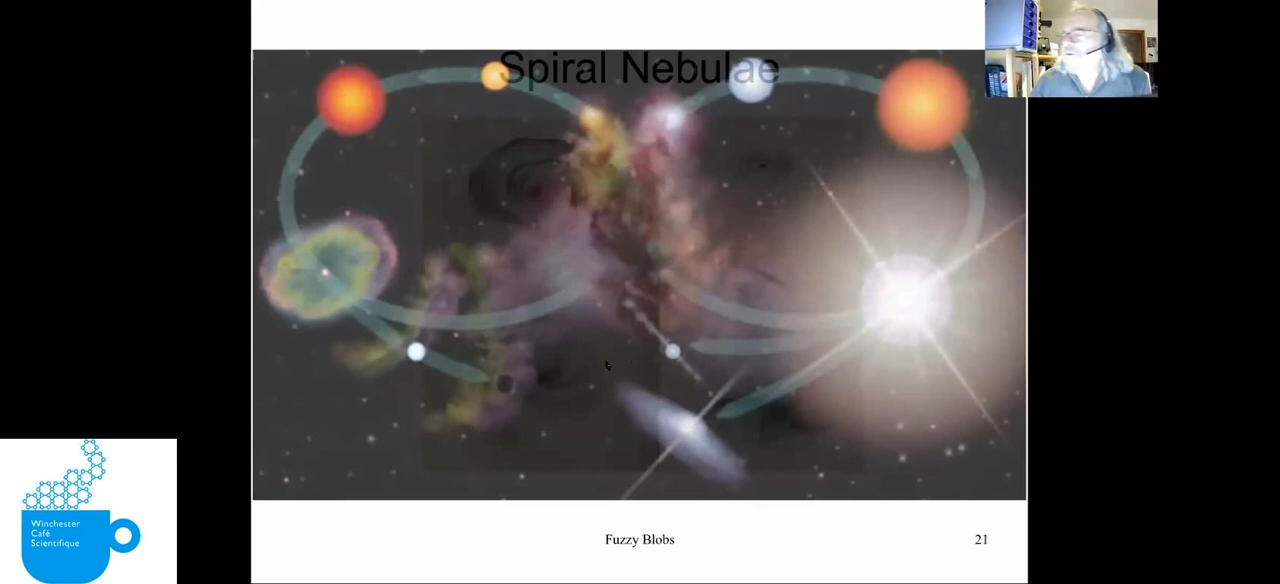 Spiral Nebulae
Winchester
Café
Scientifique
Fuzzy Blobs
21